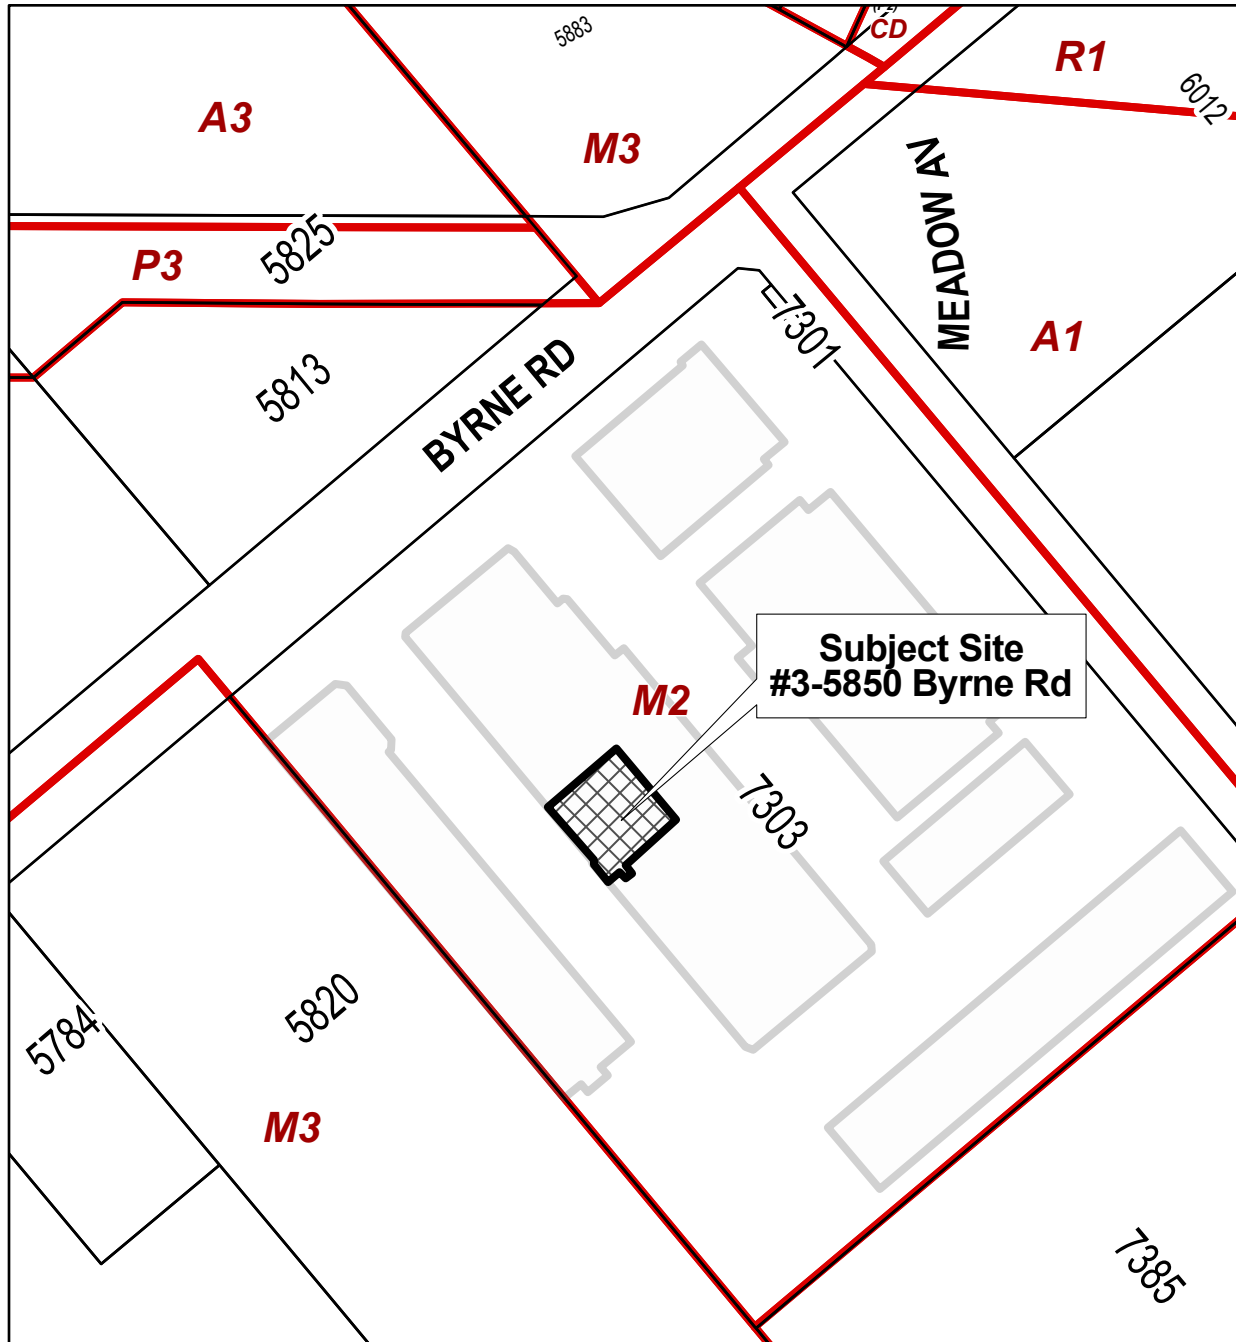 5883
CD
R1
6012
A3
M3
MEADOW AV
5825
P3
7301
A1
5813
BYRNE RD
Subject Site
#3-5850 Byrne Rd
M2
7303
5820
5784
M3
7385